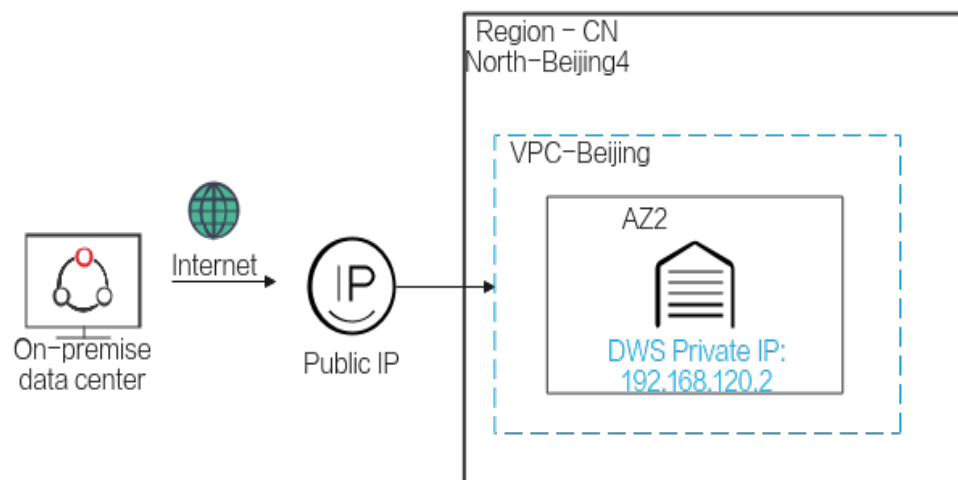 Region - CN
North-Beijing4
VPC-Beijing
AZ2
Internet
IP
On-premise
data center
Public IP
DWS Private IP:
192.168.120.2